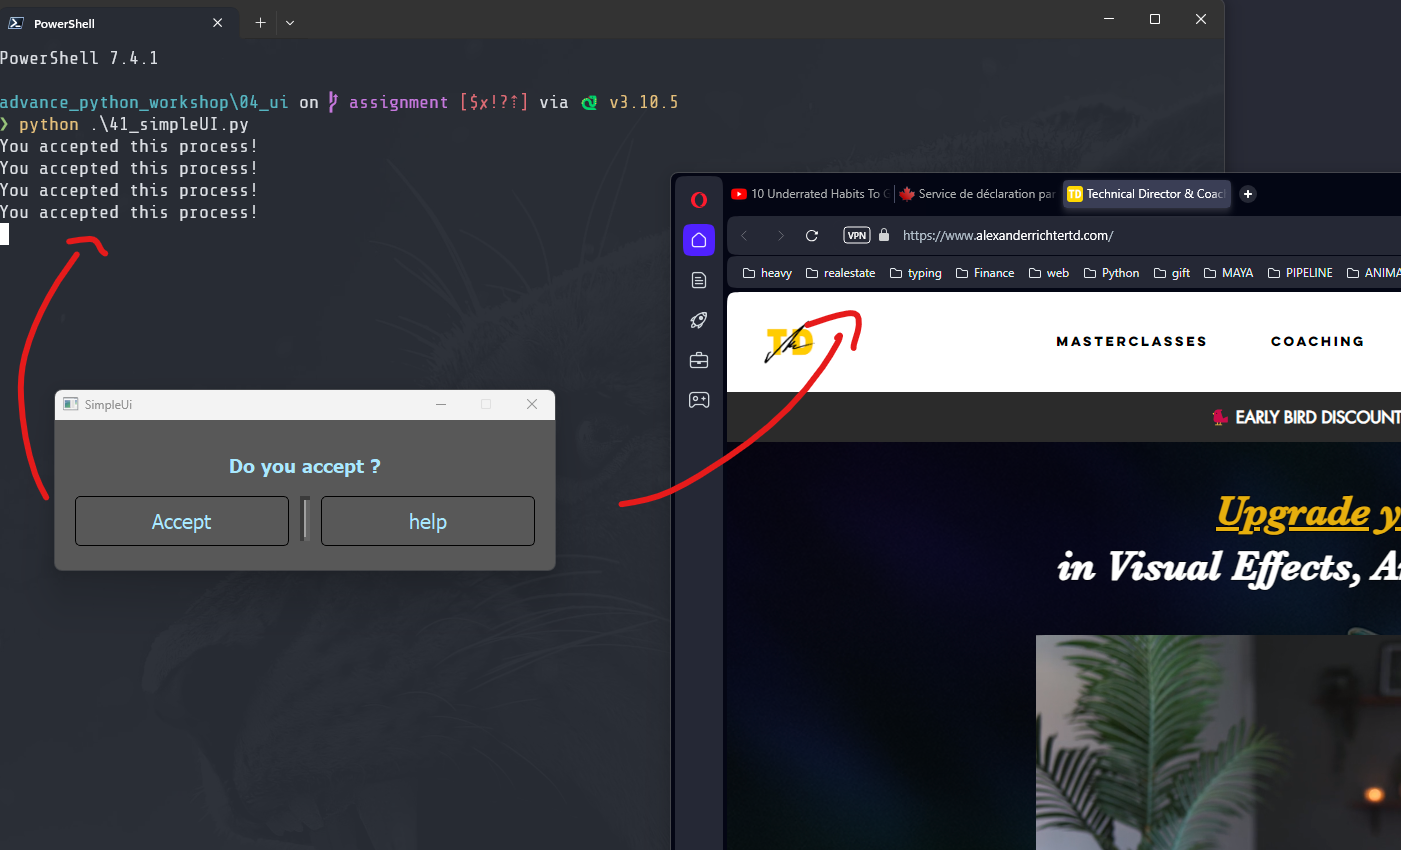 PowerShell
PowerShell 7.4.1
advance_python_workshop\04_ui on assignment [$✘!?⇡] via v3.10.5
❯ python .\41_simpleUI.py
You accepted this process!
You accepted this process!
You accepted this process!
You accepted this process!
SimpleUi
Do you accept ?
Accept
help
10 Underrated Habits To G
Service de déclaration par
TD Technical Director & Coac
VPN https://www.alexanderrichtertd.com/
heavy realestate typing Finance web Python gift MAYA PIPELINE ANIMA
TD
MASTERCLASSES COACHING
EARLY BIRD DISCOUNT
Upgrade y
in Visual Effects, A